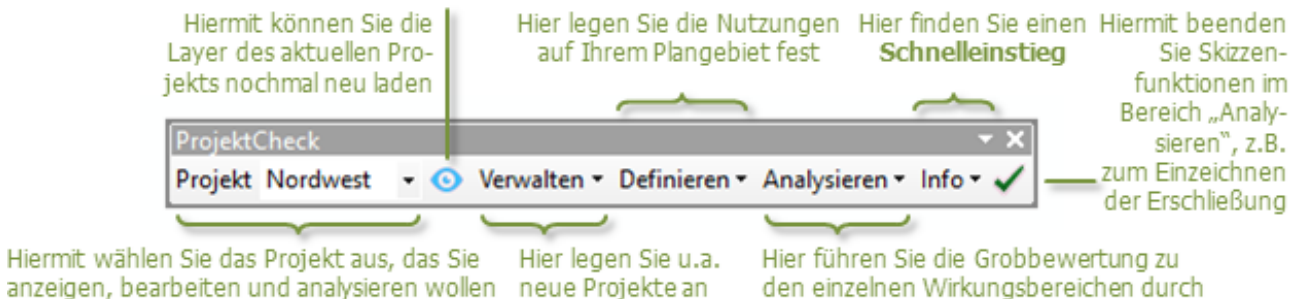 Hiermit können Sie die
Layer des aktuellen Pro-
jekts nochmal neu laden
Hier legen Sie die Nutzungen
auf Ihrem Plangebiet fest
Hier finden Sie einen
Schnelleinstieg
Hiermit beenden
Sie Skizzen-
funktionen im
Bereich „Analy-
sieren“, z.B.
zum Einzeichnen
der Erschließung
ProjektCheck
Projekt Nordwest Verwalten Definieren Analysieren Info
Hiermit wählen Sie das Projekt aus, das Sie
anzeigen, bearbeiten und analysieren wollen
Hier legen Sie u.a.
neue Projekte an
Hier führen Sie die Grobbewertung zu
den einzelnen Wirkungsbereichen durch